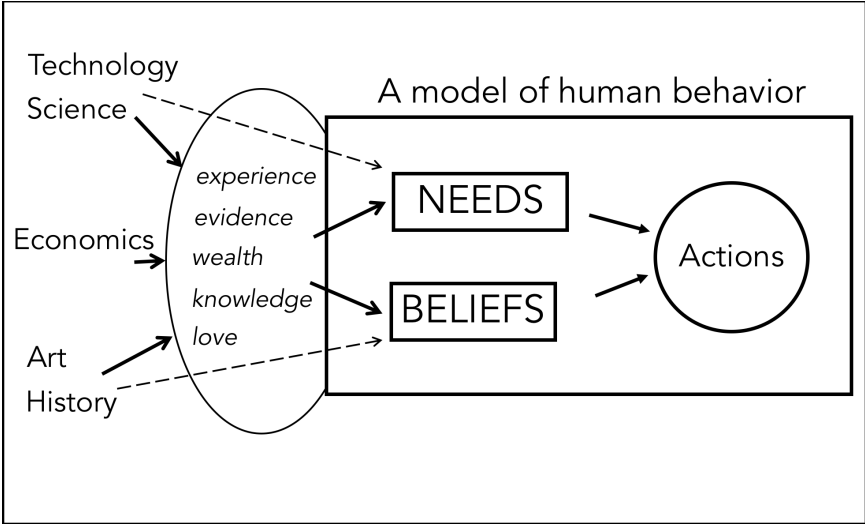 Technology
Science
Economics
Art
History
experience
evidence
wealth
knowledge
love
A model of human behavior
NEEDS
BELIEFS
Actions